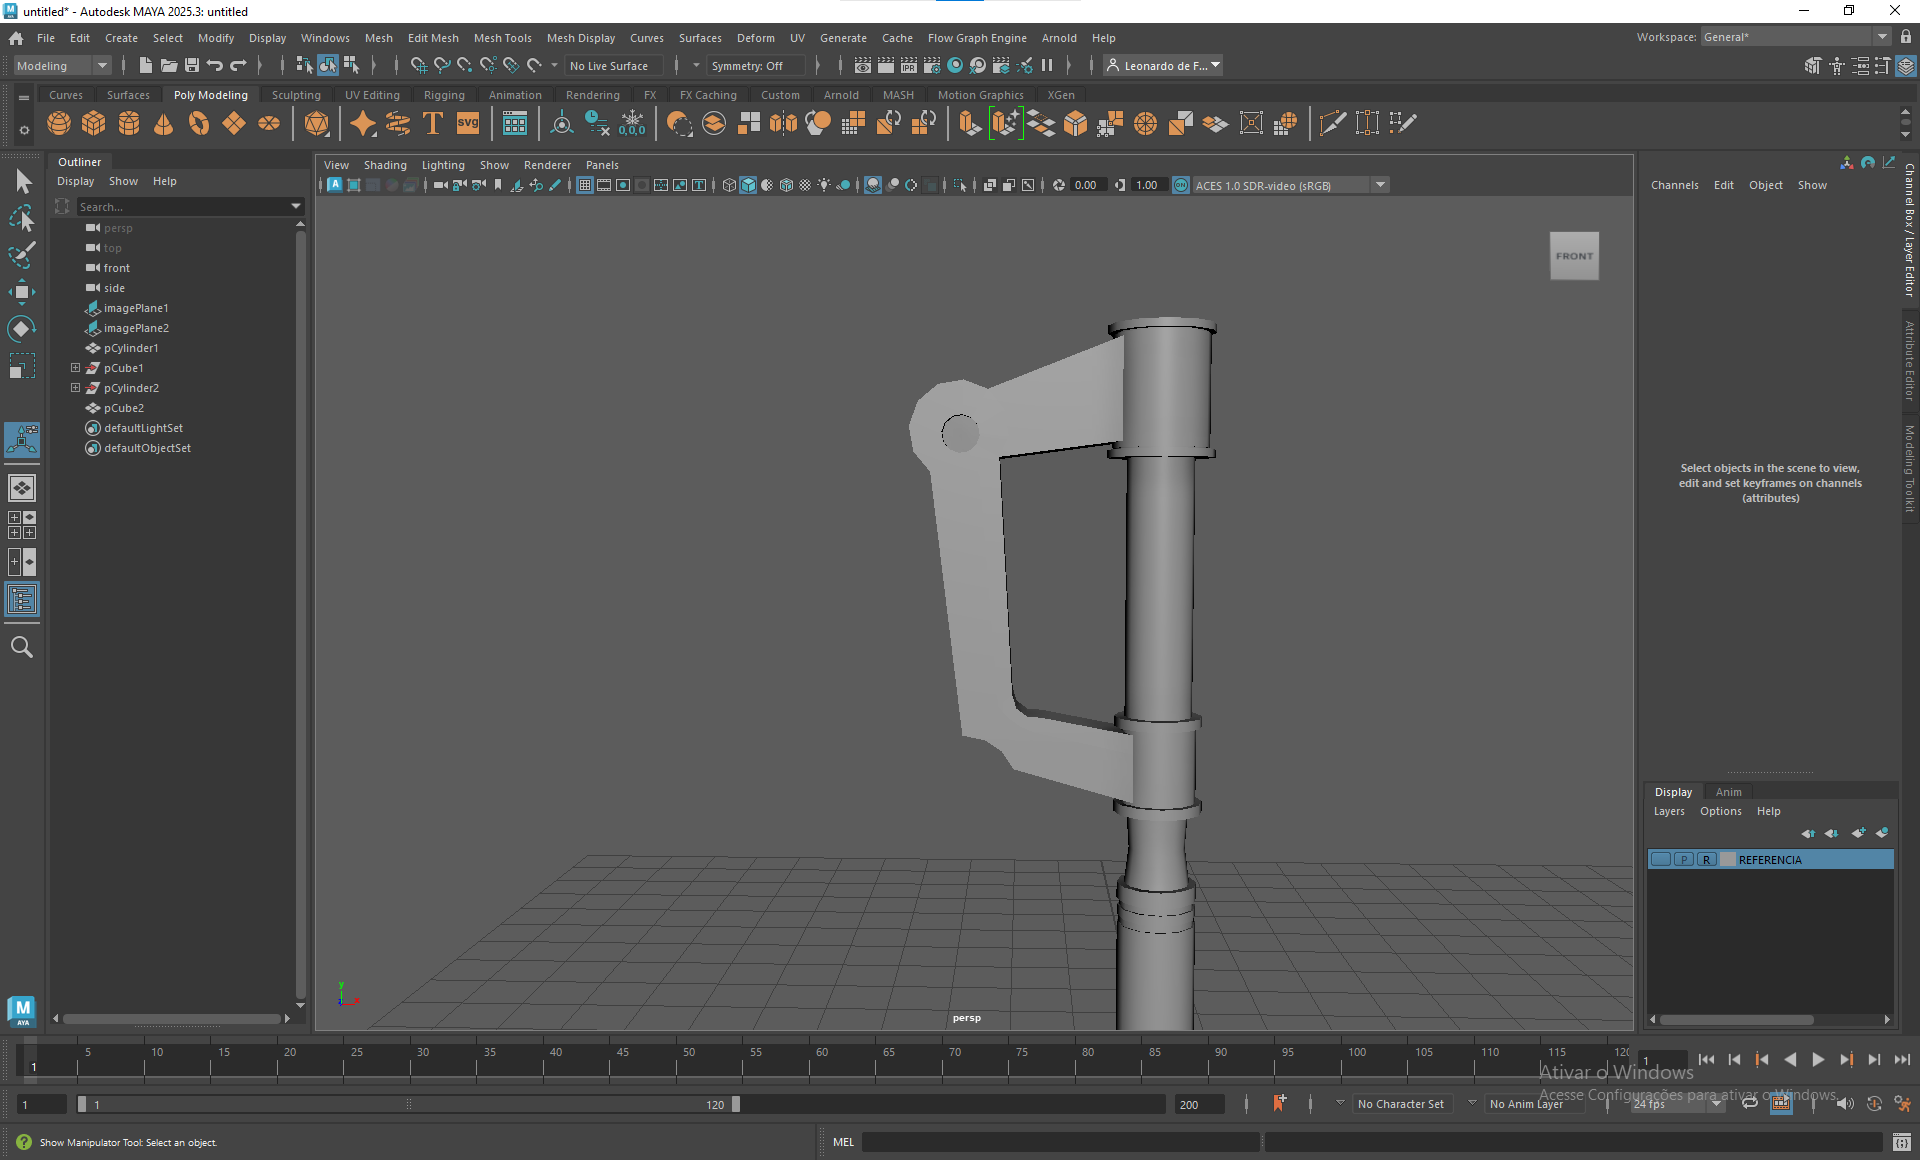 untitled* - Autodesk MAYA 2025.3: untitled
File Edit Create Select Modify Display Windows Mesh Edit Mesh Mesh Tools Mesh Display Curves Surfaces Deform UV Generate Cache Flow Graph Engine Arnold Help
Workspace: General*
Modeling
No Live Surface
Symmetry: Off
IPR
Leonardo de F...
Curves Surfaces Poly Modeling Sculpting UV Editing Rigging Animation Rendering FX FX Caching Custom Arnold MASH Motion Graphics XGen
T
SVG
0,0,0
Outliner
Display Show Help
Search...
persp
top
front
side
imagePlane1
imagePlane2
pCylinder1
pCube1
pCylinder2
pCube2
defaultLightSet
defaultObjectSet
M
AYA
View Shading Lighting Show Renderer Panels
0.00
1.00
ACES 1.0 SDR-video (sRGB)
FRONT
y
persp
Channels Edit Object Show
Select objects in the scene to view,
edit and set keyframes on channels
(attributes)
Channel Box / Layer Editor
Attribute Editor
Modeling Toolkit
Display Anim
Layers Options Help
P R REFERENCIA
5 10 15 20 25 30 35 40 45 50 55 60 65 70 75 80 85 90 95 100 105 110 115 120
1
1
Ativar o Windows
Acesse Configurações para ativar o Windows.
1
1
120
200
No Character Set
No Anim Layer
24 fps
Show Manipulator Tool: Select an object.
MEL